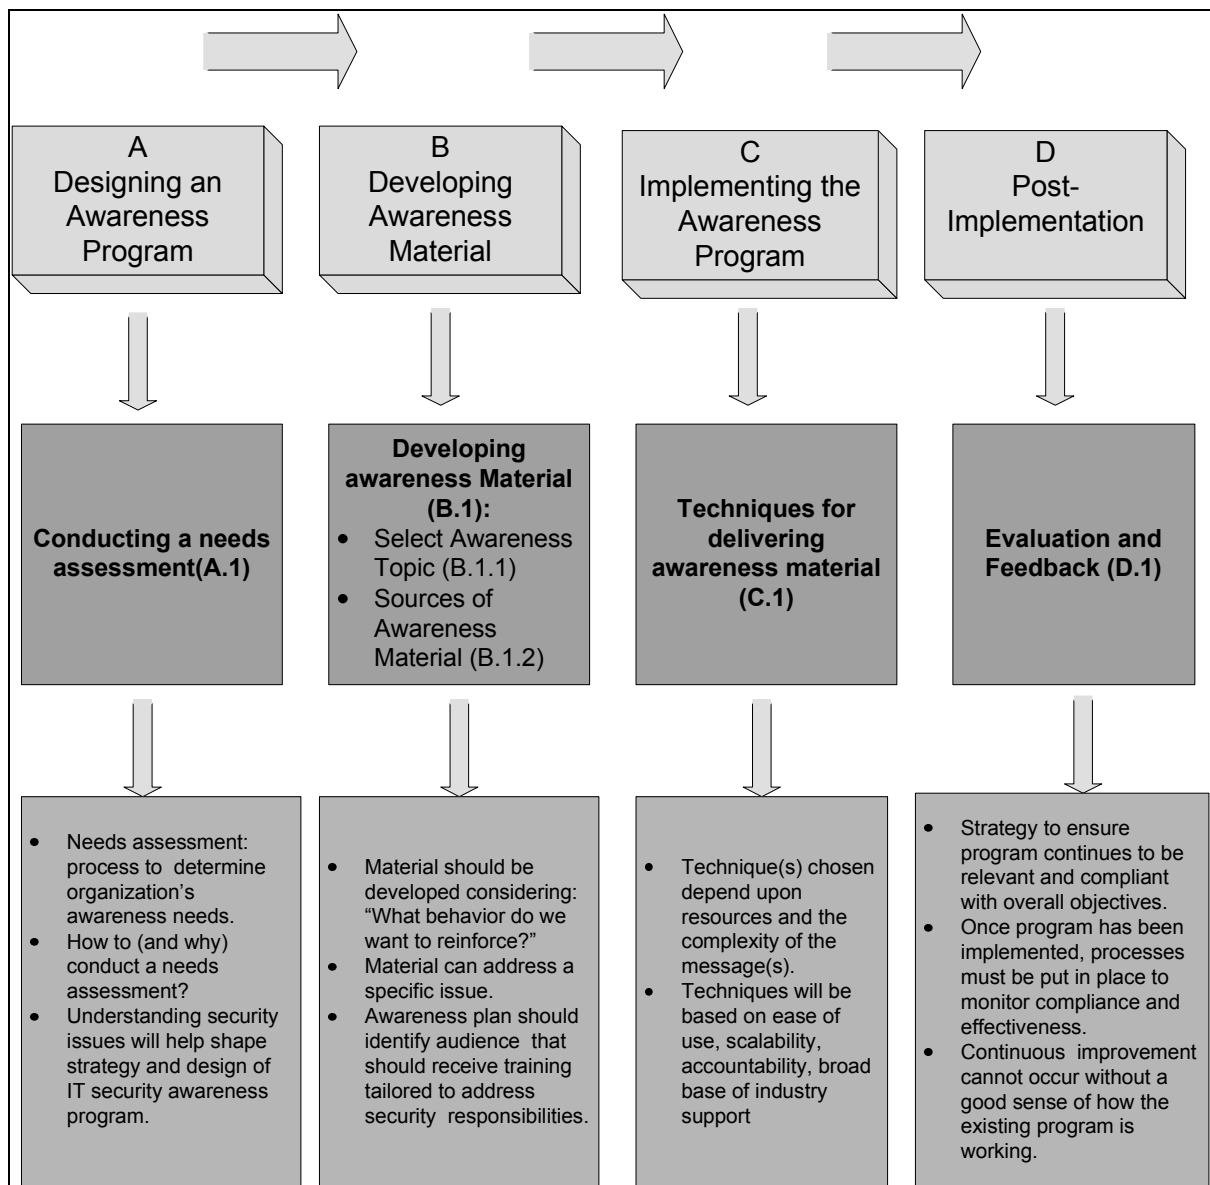 A
Designing an
Awareness
Program
B
Developing
Awareness
Material
C
Implementing the
Awareness
Program
D
Post-
Implementation
Conducting a needs
assessment(A.1)
Developing
awareness Material
(B.1):
• Select Awareness
Topic (B.1.1)
• Sources of
Awareness
Material (B.1.2)
Techniques for
delivering
awareness material
(C.1)
Evaluation and
Feedback (D.1)
• Needs assessment:
process to determine
organization's
awareness needs.
• How to (and why)
conduct a needs
assessment?
• Understanding security
issues will help shape
strategy and design of
IT security awareness
program.
• Material should be
developed considering:
“What behavior do we
want to reinforce?”
• Material can address a
specific issue.
• Awareness plan should
identify audience that
should receive training
tailored to address
security responsibilities.
• Technique(s) chosen
depend upon
resources and the
complexity of the
message(s).
• Techniques will be
based on ease of
use, scalability,
accountability, broad
base of industry
support
• Strategy to ensure
program continues to be
relevant and compliant
with overall objectives.
• Once program has been
implemented, processes
must be put in place to
monitor compliance and
effectiveness.
• Continuous improvement
cannot occur without a
good sense of how the
existing program is
working.